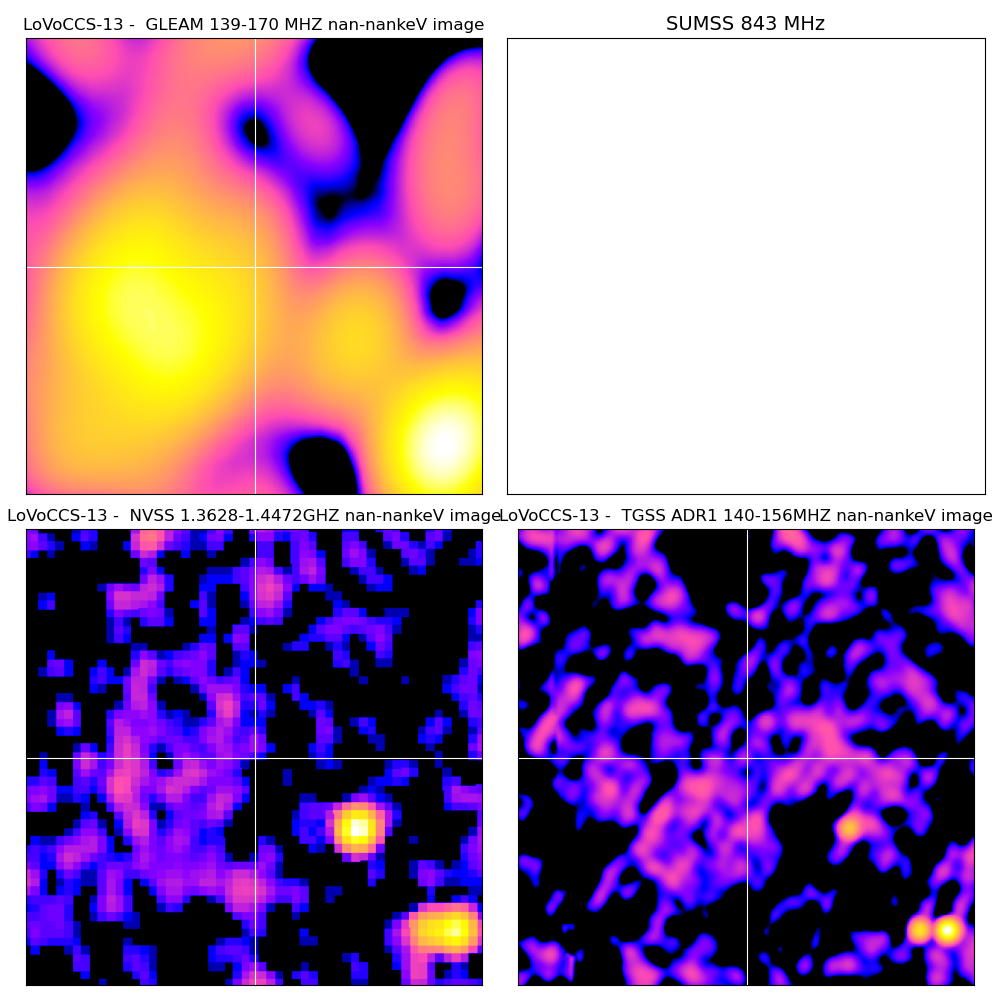 LoVoCCS-13 -  GLEAM 139-170 MHZ nan-nankeV image
SUMSS 843 MHz
LoVoCCS-13 -  NVSS 1.3628-1.4472GHZ nan-nankeV image
LoVoCCS-13 -  TGSS ADR1 140-156MHZ nan-nankeV image